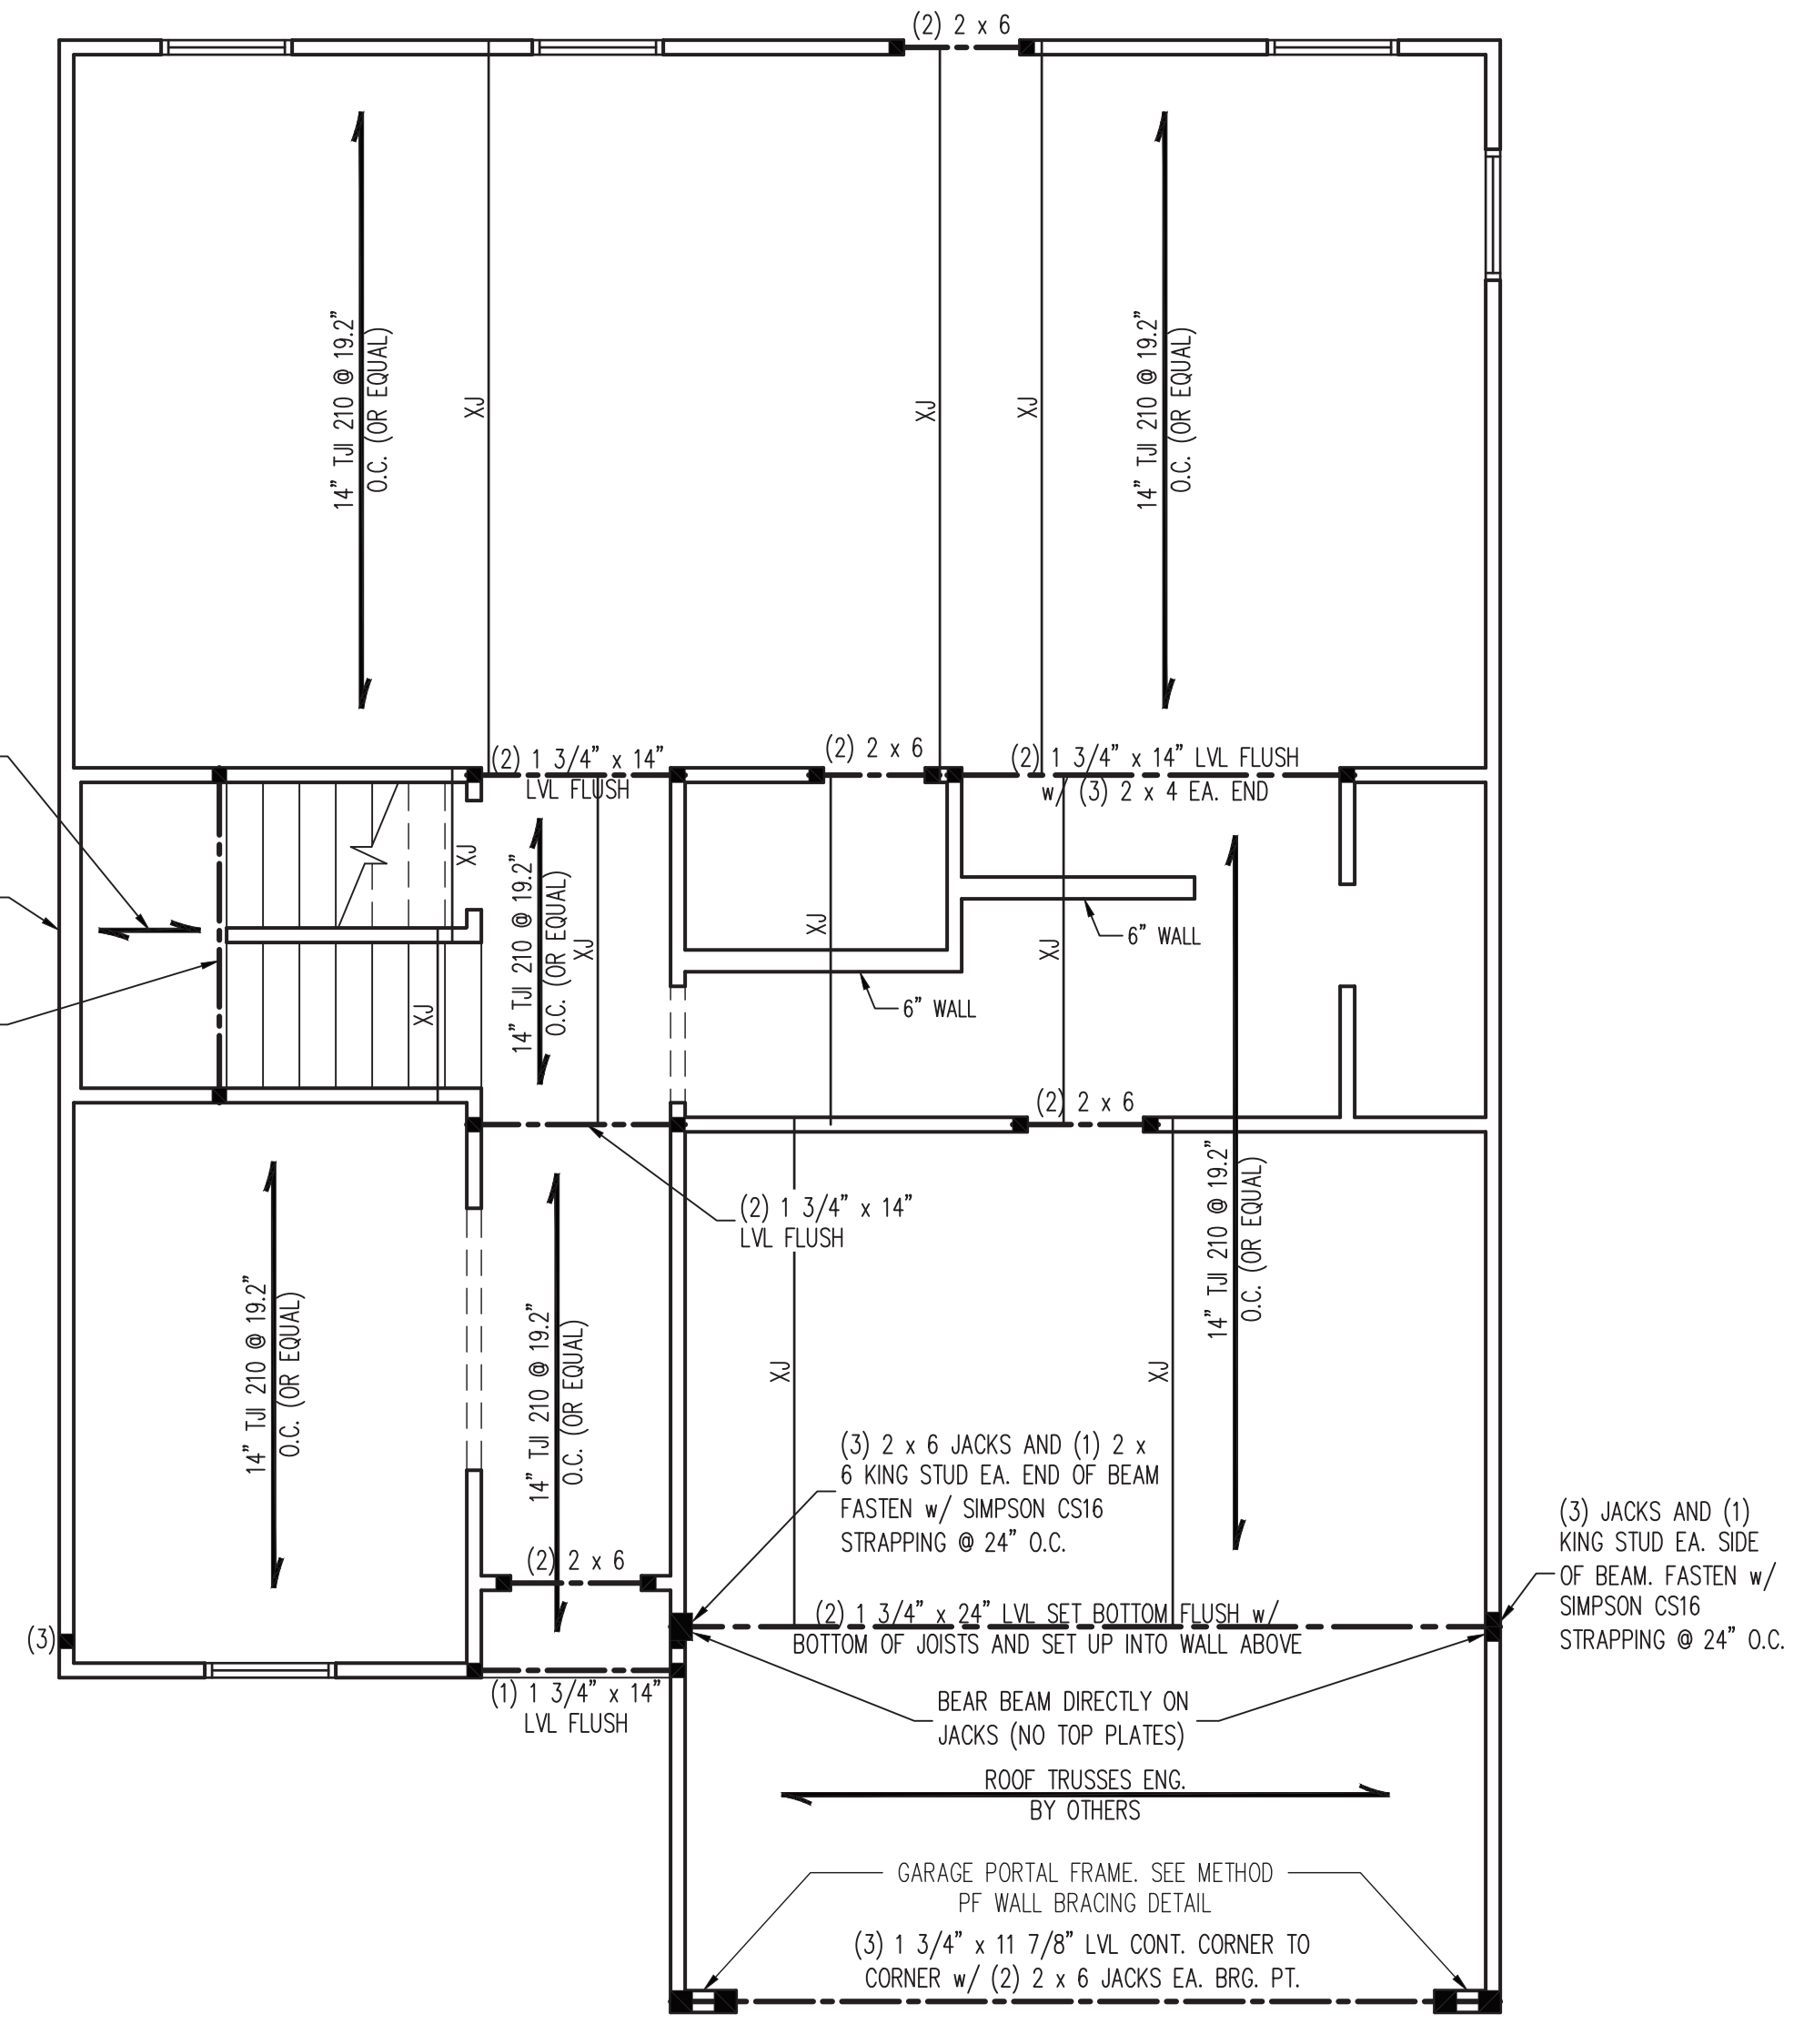 (2) 2 x 6
14" TJI 210 @ 19.2"
O.C. (OR EQUAL)
XJ
XJ
XJ
14" TJI 210 @ 19.2"
O.C. (OR EQUAL)
(2) 1 3/4" x 14"
LVL FLUSH
(2) 2 x 6
(2) 1 3/4" x 14" LVL FLUSH
w/ (3) 2 x 4 EA. END
XJ
XJ
14" TJI 210 @ 19.2"
O.C. (OR EQUAL)
XJ
XJ
XJ
6" WALL
6" WALL
(2) 2 x 6
(2) 1 3/4" x 14"
LVL FLUSH
14" TJI 210 @ 19.2"
O.C. (OR EQUAL)
14" TJI 210 @ 19.2"
O.C. (OR EQUAL)
14" TJI 210 @ 19.2"
O.C. (OR EQUAL)
XJ
XJ
(3) 2 x 6 JACKS AND (1) 2 x
6 KING STUD EA. END OF BEAM
FASTEN w/ SIMPSON CS16
STRAPPING @ 24" O.C.
(3) JACKS AND (1)
KING STUD EA. SIDE
OF BEAM. FASTEN w/
SIMPSON CS16
STRAPPING @ 24" O.C.
(2) 2 x 6
(3)
(2) 1 3/4" x 24" LVL SET BOTTOM FLUSH w/
BOTTOM OF JOISTS AND SET UP INTO WALL ABOVE
(1) 1 3/4" x 14"
LVL FLUSH
BEAR BEAM DIRECTLY ON
JACKS (NO TOP PLATES)
ROOF TRUSSES ENG.
BY OTHERS
GARAGE PORTAL FRAME. SEE METHOD
PF WALL BRACING DETAIL
(3) 1 3/4" x 11 7/8" LVL CONT. CORNER TO
CORNER w/ (2) 2 x 6 JACKS EA. BRG. PT.